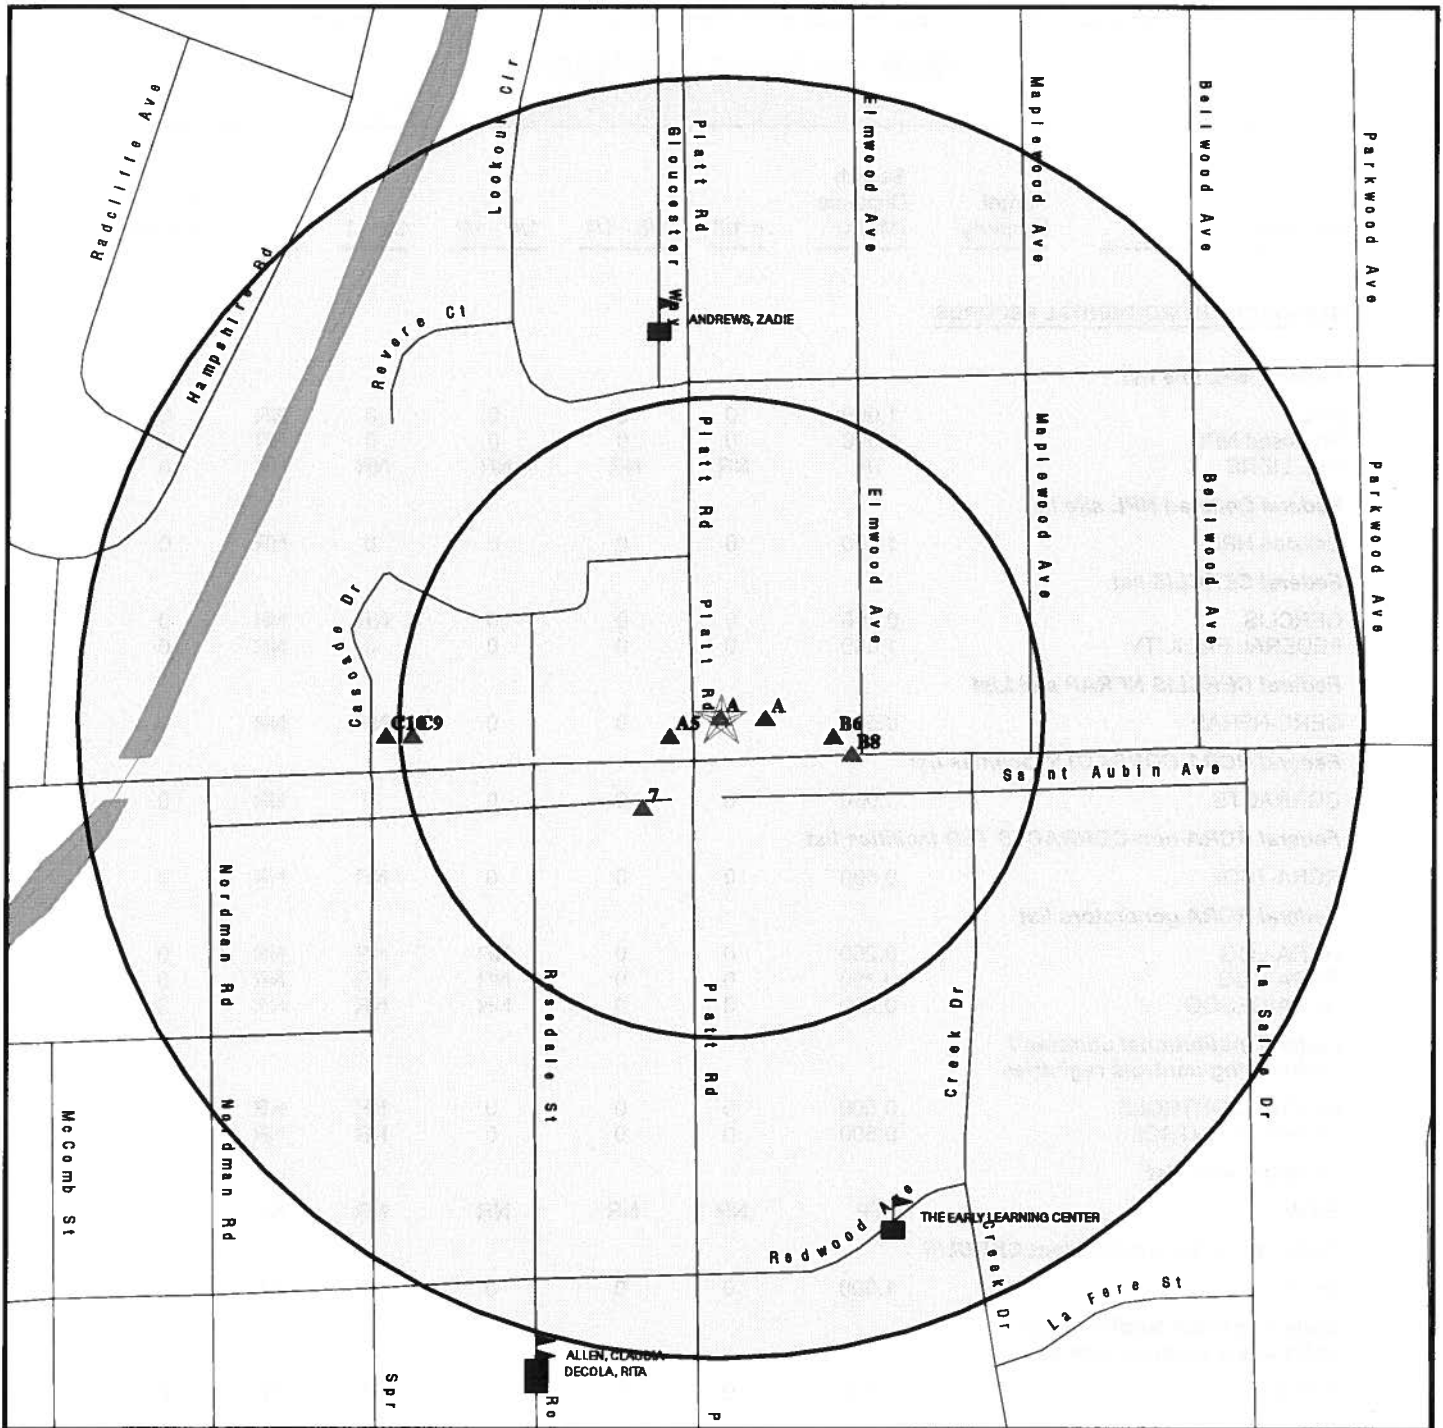 Radcliffe Ave
Hampshire Rd
Lookout Cir
Revere Ct
Gloucester Way
Platt Rd
Elmwood Ave
Maplewood Ave
Bellwood Ave
Parkwood Ave
ANDREWS, ZADIE
Platt Rd
Elmwood Ave
Maplewood Ave
Bellwood Ave
Parkwood Ave
Cascape Dr
Platt Rd
C10
C9
A5
A
A
B6
B8
7
Saint Aubin Ave
Nordman Rd
Rosedale St
Platt Rd
Creek Dr
La Salle Dr
McComb St
Nordman Rd
Redwood Ave
THE EARLY LEARNING CENTER
Creek Dr
La Fere St
ALLEN, CLAUDIA
DECOLA, RITA
Spr
Ro
P